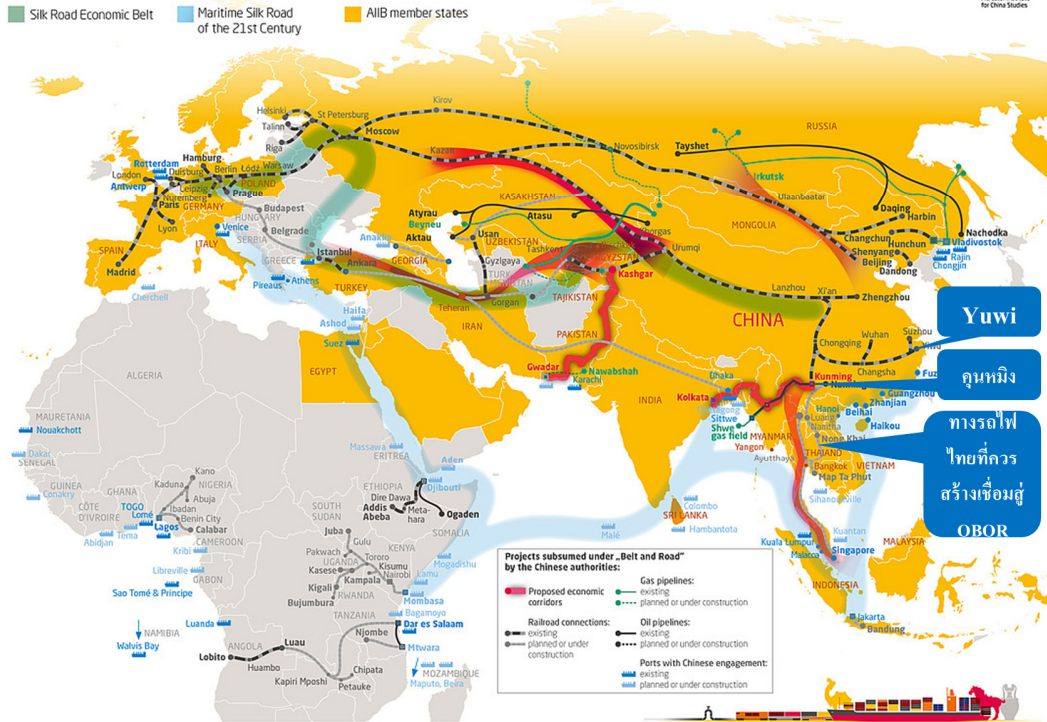 for China Studies
Silk Road Economic Belt
Maritime Silk Road
of the 21st Century
AIIB member states
Helsinki
St Petersburg
Talinn
Riga
Kirov
Moscow
Kazan
Novosibirsk
Tayshet
RUSSIA
Irkutsk
Ulaanbaatar
MONGOLIA
Daqing
Harbin
Changchun
Hunchun
Shenyang
Beijing
Dandong
Nachodka
Vladivostok
Rajin
Chongjin
Rotterdam
Hamburg
Duisburg
Berlin
Łódź
Warsaw
London
Antwerp
Leipzig
POLAND
Nuremberg
Prague
Paris
GERMANY
Lyon
Budapest
HUNGARY
Belgrade
SERBIA
Venice
ITALY
SPAIN
Madrid
GREECE
Istanbul
Ankara
TURKEY
Piraeus
Athens
Cherchell
Anaklia
GEORGIA
Atyrau
Beyneu
Aktau
KASAKHSTAN
Atasu
Usan
UZBEKISTAN
Gyzlgaya
Tashkent
Khorgas
Urumqi
Kashgar
TAJIKISTAN
Gorgan
Teheran
IRAN
PAKISTAN
Gwadar
Nawabshah
Karachi
Haifa
Ashod
Suez
EGYPT
CHINA
Lanzhou
Xi'an
Zhengzhou
Wuhan
Suzhou
Yiwu
Chongqing
Changsha
Fuz
Yuwi
คุนหมิง
ทางรถไฟ
ไทยที่ควร
สร้างเชื่อมสู่
OBOR
INDIA
Dhaka
Kolkata
Sittwe
Shwe
gas field
Kunming
MYANMAR
Yangon
Hanoi
Luang
Namtha
Nong Khai
Guangzhou
Zhanjian
Beihai
Haikou
THAILAND
Ayutthaya
Bangkok
Map Ta Phut
VIETNAM
Sihanoukville
SRI LANKA
Colombo
Hambantota
Malé
Kuala Lumpur
Kuantan
Malacca
Singapore
MALAYSIA
INDONESIA
Jakarta
Bandung
ALGERIA
MAURETANIA
Nouakchott
Dakar
SENEGAL
GUINEA
Conakry
CÔTE
D'IVOIRE
GHANA
Abidjan
Tema
TOGO
Lomé
Lagos
Kano
Kaduna
NIGERIA
Abuja
Ibadan
Benin City
Calabar
CAMEROON
Kribi
Libreville
GABON
Sao Tomé & Principe
Luanda
NAMIBIA
Walvis Bay
ANGOLA
Lobito
Huambo
Luau
Kapiri Mposhi
Chipata
Petauke
Massawa
ERITREA
Aden
Djibouti
ETHIOPIA
Dire Dawa
Addis
Abeba
Meta-
hara
Ogaden
SOUTH
SUDAN
SOMALIA
Juba
Gulu
Pakwach
Tororo
KENYA
UGANDA
Kisumu
Kasese
Kampala
Nairobi
Mogadishu
Lamu
Kigali
RWANDA
Bujumbura
Mombasa
Bagamoyo
TANZANIA
Dar es Salaam
Njombe
Mtwara
MOZAMBIQUE
Maputo, Beira
Projects subsumed under „Belt and Road"
by the Chinese authorities:
Proposed economic
corridors
Railroad connections:
existing
planned or under
construction
Gas pipelines:
existing
planned or under construction
Oil pipelines:
existing
planned or under construction
Ports with Chinese engagement:
existing
planned or under construction